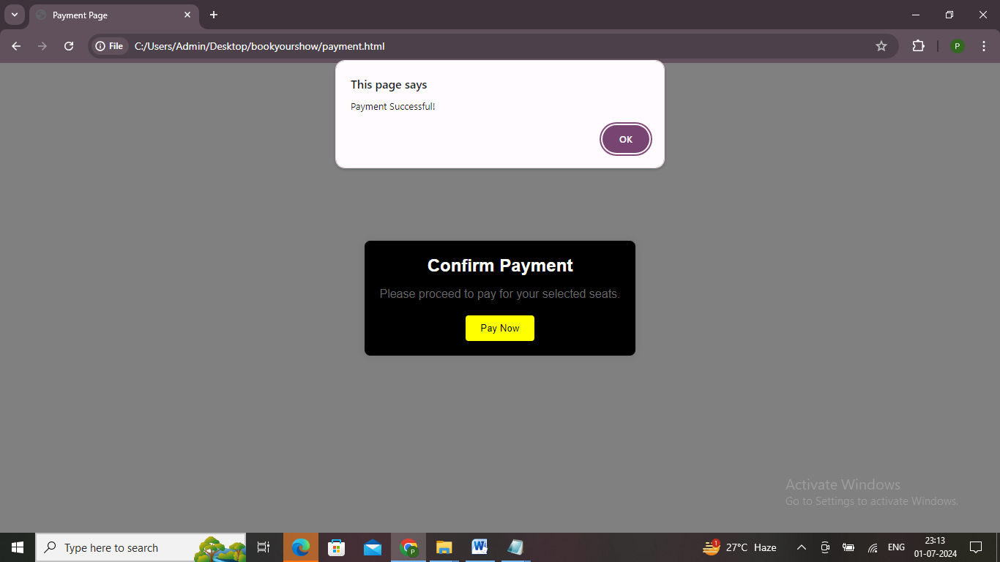 Payment Page
File
C:/Users/Admin/Desktop/bookyourshow/payment.html
P
This page says
Payment Successful!
OK
Confirm Payment
Please proceed to pay for your selected seats.
Pay Now
Activate Windows
Go to Settings to activate Windows.
Type here to search
P
W
1
27°C Haze
ENG
23:13
01-07-2024